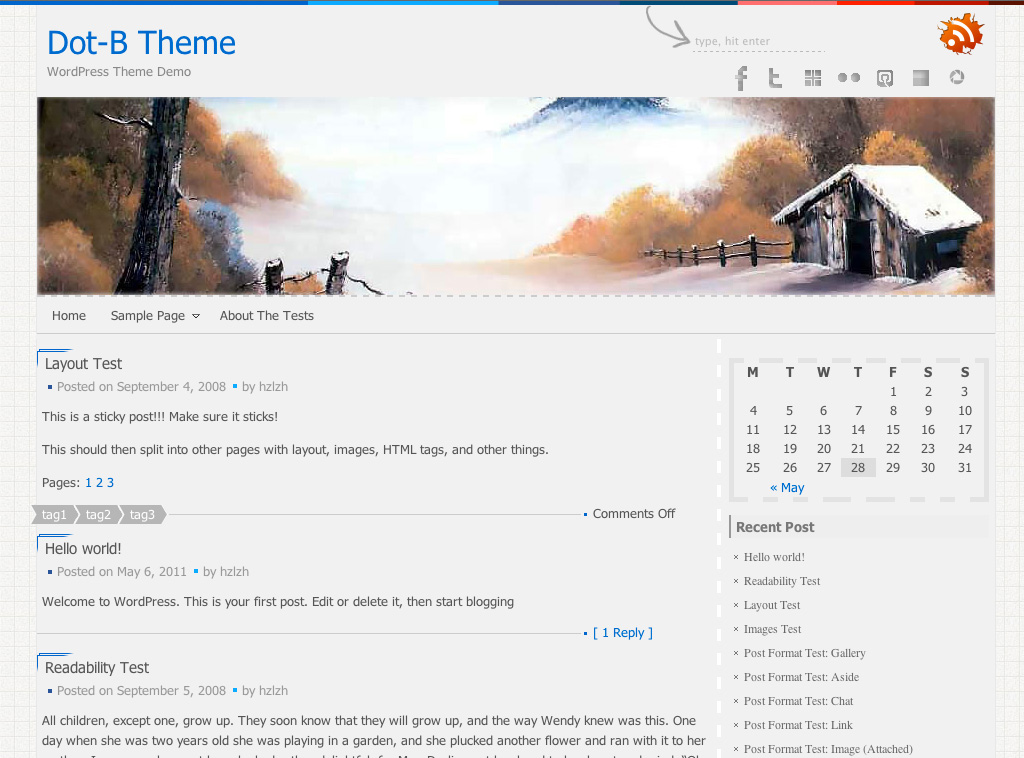 Dot-B Theme
type, hit enter
WordPress Theme Demo
Home
Sample Page
About The Tests
Layout Test
Posted on September 4, 2008 by hzlzh
This is a sticky post!!! Make sure it sticks!
This should then split into other pages with layout, images, HTML tags, and other things.
Pages: 1 2 3
tag1 tag2 tag3
Comments Off
Hello world!
Posted on May 6, 2011 by hzlzh
Welcome to WordPress. This is your first post. Edit or delete it, then start blogging
[ 1 Reply ]
Readability Test
Posted on September 5, 2008 by hzlzh
All children, except one, grow up. They soon know that they will grow up, and the way Wendy knew was this. One
day when she was two years old she was playing in a garden, and she plucked another flower and ran with it to her
M T W T F S S
1 2 3
4 5 6 7 8 9 10
11 12 13 14 15 16 17
18 19 20 21 22 23 24
25 26 27 28 29 30 31
« May
Recent Post
Hello world!
Readability Test
Layout Test
Images Test
Post Format Test: Gallery
Post Format Test: Aside
Post Format Test: Chat
Post Format Test: Link
Post Format Test: Image (Attached)